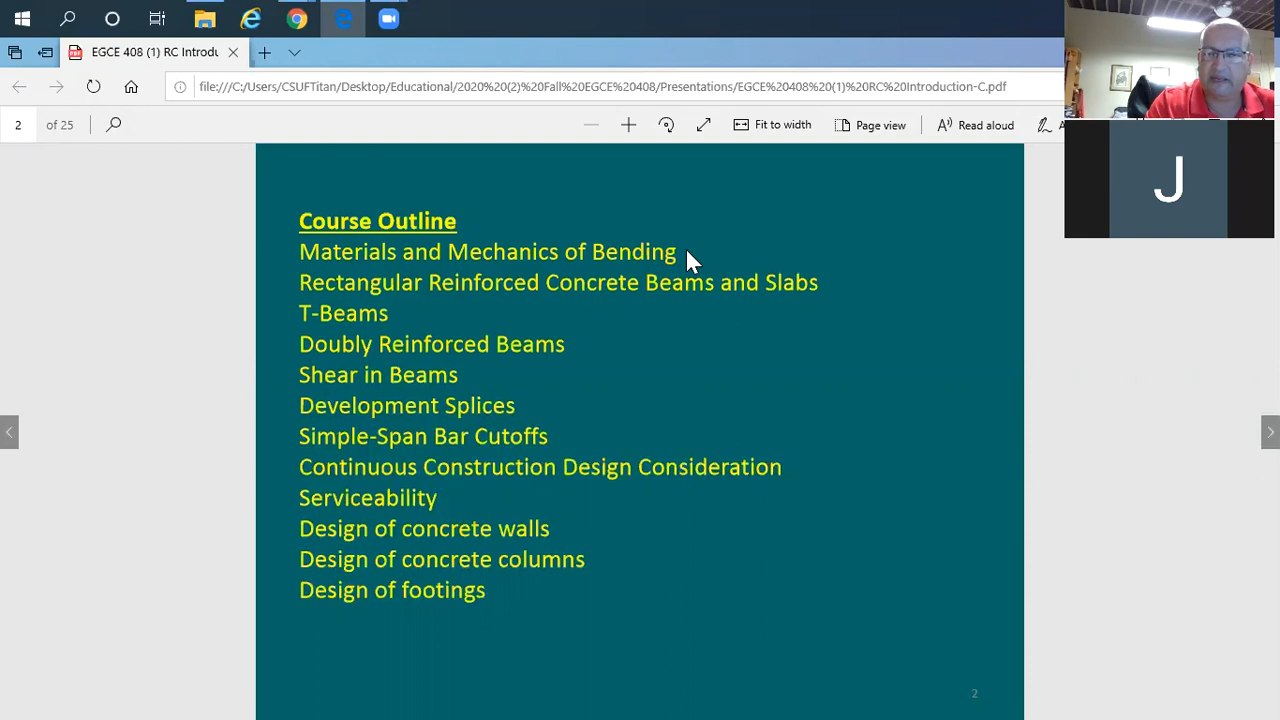 EGCE 408 (1) RC Introdu
file:///C:/Users/CSUFTitan/Desktop/Educational/2020%20(2)%20Fall%20EGCE%20408/Presentations/EGCE%20408%20(1)%20RC%20Introduction-C.pdf
2 of 25 Fit to width Page view Read aloud
J
Course Outline
Materials and Mechanics of Bending
Rectangular Reinforced Concrete Beams and Slabs
T-Beams
Doubly Reinforced Beams
Shear in Beams
Development Splices
Simple-Span Bar Cutoffs
Continuous Construction Design Consideration
Serviceability
Design of concrete walls
Design of concrete columns
Design of footings
2